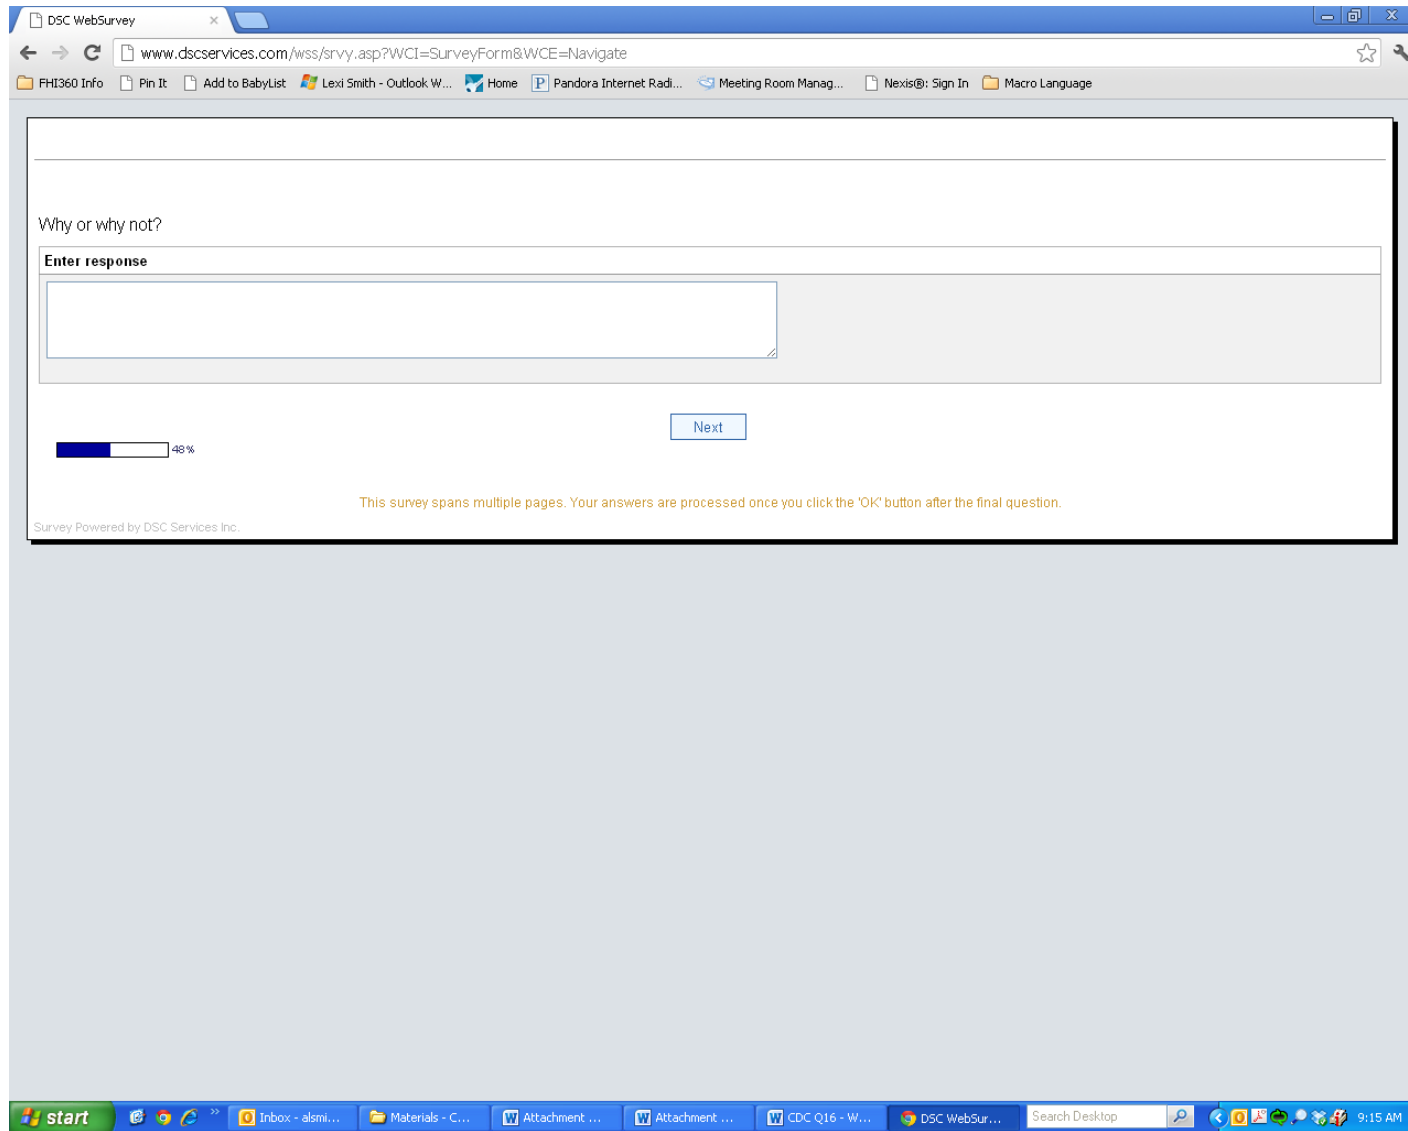 DSC WebSurvey
www.dscservices.com/wss/srvy.asp?WCI=SurveyForm&WCE=Navigate
FHI360 Info Pin It Add to BabyList Lexi Smith - Outlook W... Home Pandora Internet Radi... Meeting Room Manag... Nexis®: Sign In Macro Language
Why or why not?
Enter response
Next
48%
This survey spans multiple pages. Your answers are processed once you click the 'OK' button after the final question.
Survey Powered by DSC Services Inc.
start Inbox - alsmi... Materials - C... Attachment ... Attachment ... CDC Q16 - W... DSC WebSur... Search Desktop 9:15 AM